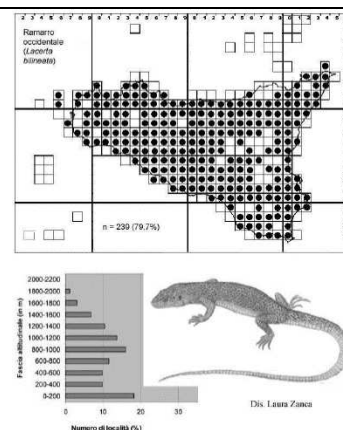 Ramarro
occidentale
(Lacerta
bilineata)
n = 239 (79.7%)
Fascia altitudinale (in m)
2000-2200
1800-2000
1600-1800
1400-1600
1200-1400
1000-1200
800-1000
600-800
400-600
200-400
0-200
0 10 20 30
Numero di località (%)
Dis. Laura Zanca